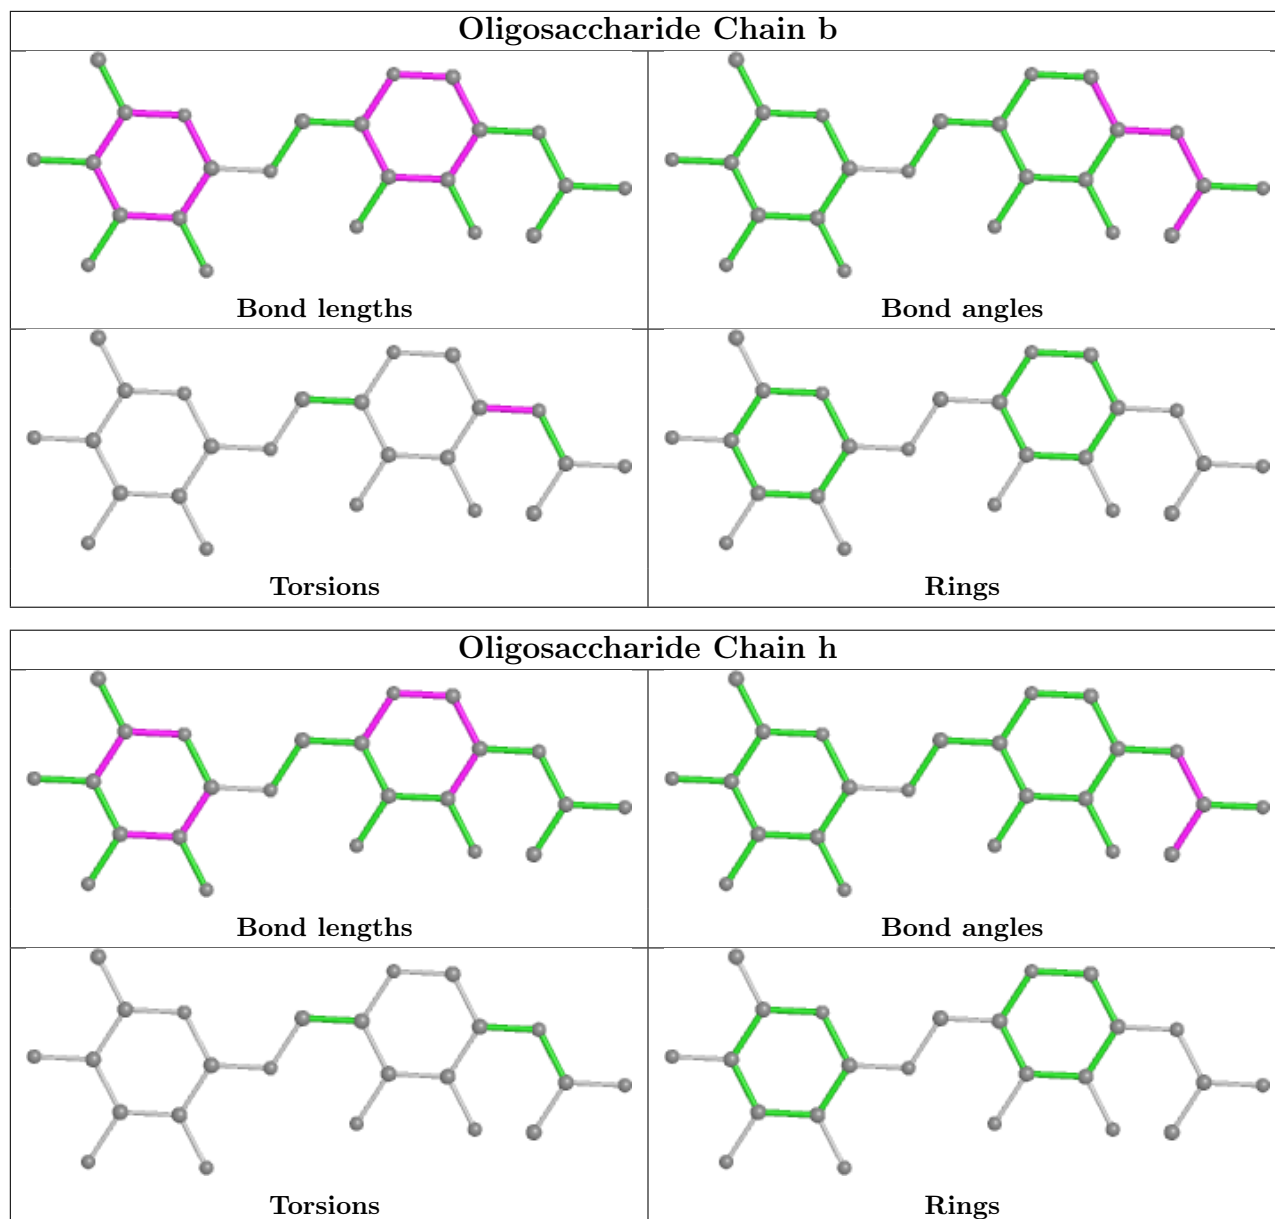 Oligosaccharide Chain b
Bond lengths
Bond angles
Torsions
Rings
Oligosaccharide Chain h
Bond lengths
Bond angles
Torsions
Rings